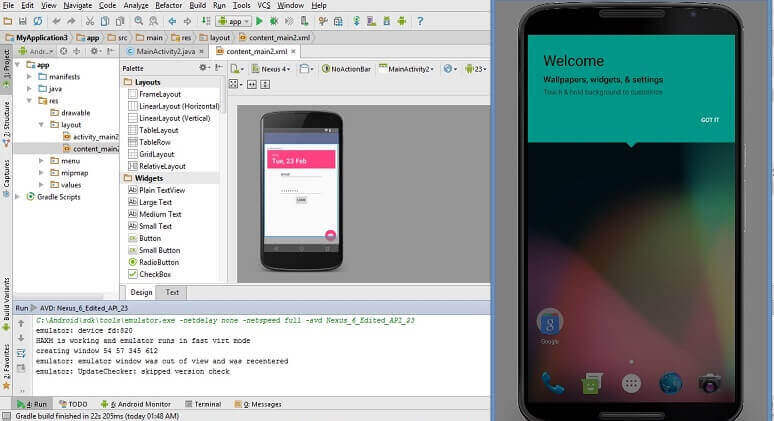 File Edit View Navigate Code Analyze Refactor Build Run Tools VCS Window Help
app
MyApplication3 app src main res layout content_main2.xml
Andr...
MainActivity2.java content_main2.xml
1: Project
7: Structure
Captures
Build Variants
2: Favorites
app
manifests
java
res
drawable
layout
activity_main2
content_main2
menu
mipmap
values
Gradle Scripts
Palette
Layouts
FrameLayout
LinearLayout (Horizontal)
LinearLayout (Vertical)
TableLayout
TableRow
GridLayout
RelativeLayout
Widgets
Plain TextView
Large Text
Medium Text
Small Text
Button
Small Button
RadioButton
CheckBox
Nexus 4 NoActionBar MainActivity2 23
Tue, 23 Feb
Design Text
Run AVD: Nexus_6_Edited_API_23
C:\Android\sdk\tools\emulator.exe -netdelay none -netspeed full -avd Nexus_6_Edited_API_23
emulator: device fd:820
HAXM is working and emulator runs in fast virt mode
creating window 54 57 345 612
emulator: emulator window was out of view and was recentered
emulator: UpdateChecker: skipped version check
4: Run TODO 6: Android Monitor Terminal 0: Messages
Gradle build finished in 22s 205ms (today 01:48 AM)
Welcome
Wallpapers, widgets, & settings
Touch & hold background to customize
GOT IT
Google